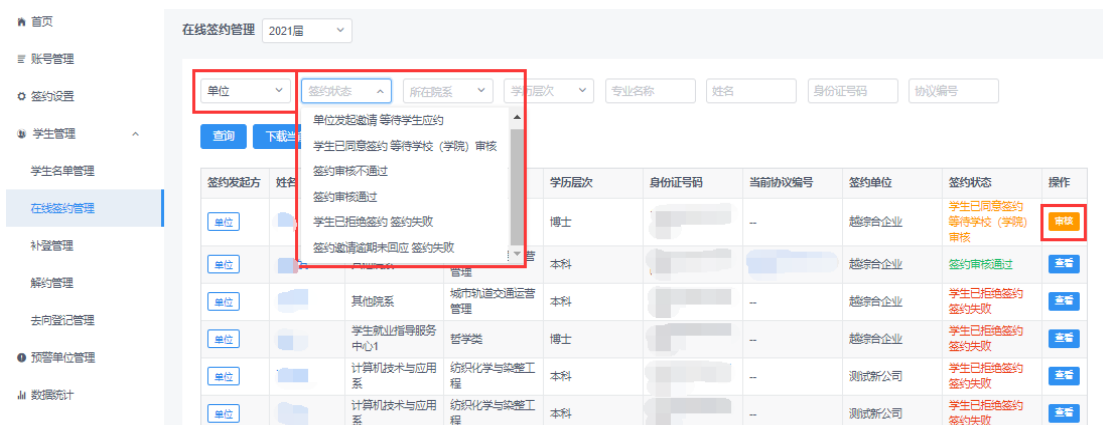 首页
账号管理
签约设置
学生管理
学生名单管理
在线签约管理
补登管理
解约管理
去向登记管理
预警单位管理
数据统计
在线签约管理 2021届
单位 签约状态 所在院系 学历层次 专业名称 姓名 身份证号码 协议编号
查询 下载当
单位发起邀请 等待学生应约
学生已同意签约 等待学校（学院）审核
签约审核不通过
签约审核通过
学生已拒绝签约 签约失败
签约邀请逾期未回应 签约失败
签约发起方 姓名 学历层次 身份证号码 当前协议编号 签约单位 签约状态 操作
单位 博士 -- 越综合企业 学生已同意签约
等待学校（学院）
审核
审核
单位 管理 本科 越综合企业 签约审核通过 查看
单位 其他院系 城市轨道交通运营
管理 本科 -- 越综合企业 学生已拒绝签约
签约失败 查看
单位 学生就业指导服务
中心1 哲学类 博士 -- 越综合企业 学生已拒绝签约
签约失败 查看
单位 计算机技术与应用
系 纺织化学与染整工
程 本科 -- 测试新公司 学生已拒绝签约
签约失败 查看
单位 计算机技术与应用
系 纺织化学与染整工
程 本科 -- 测试新公司 学生已拒绝签约
签约失败 查看